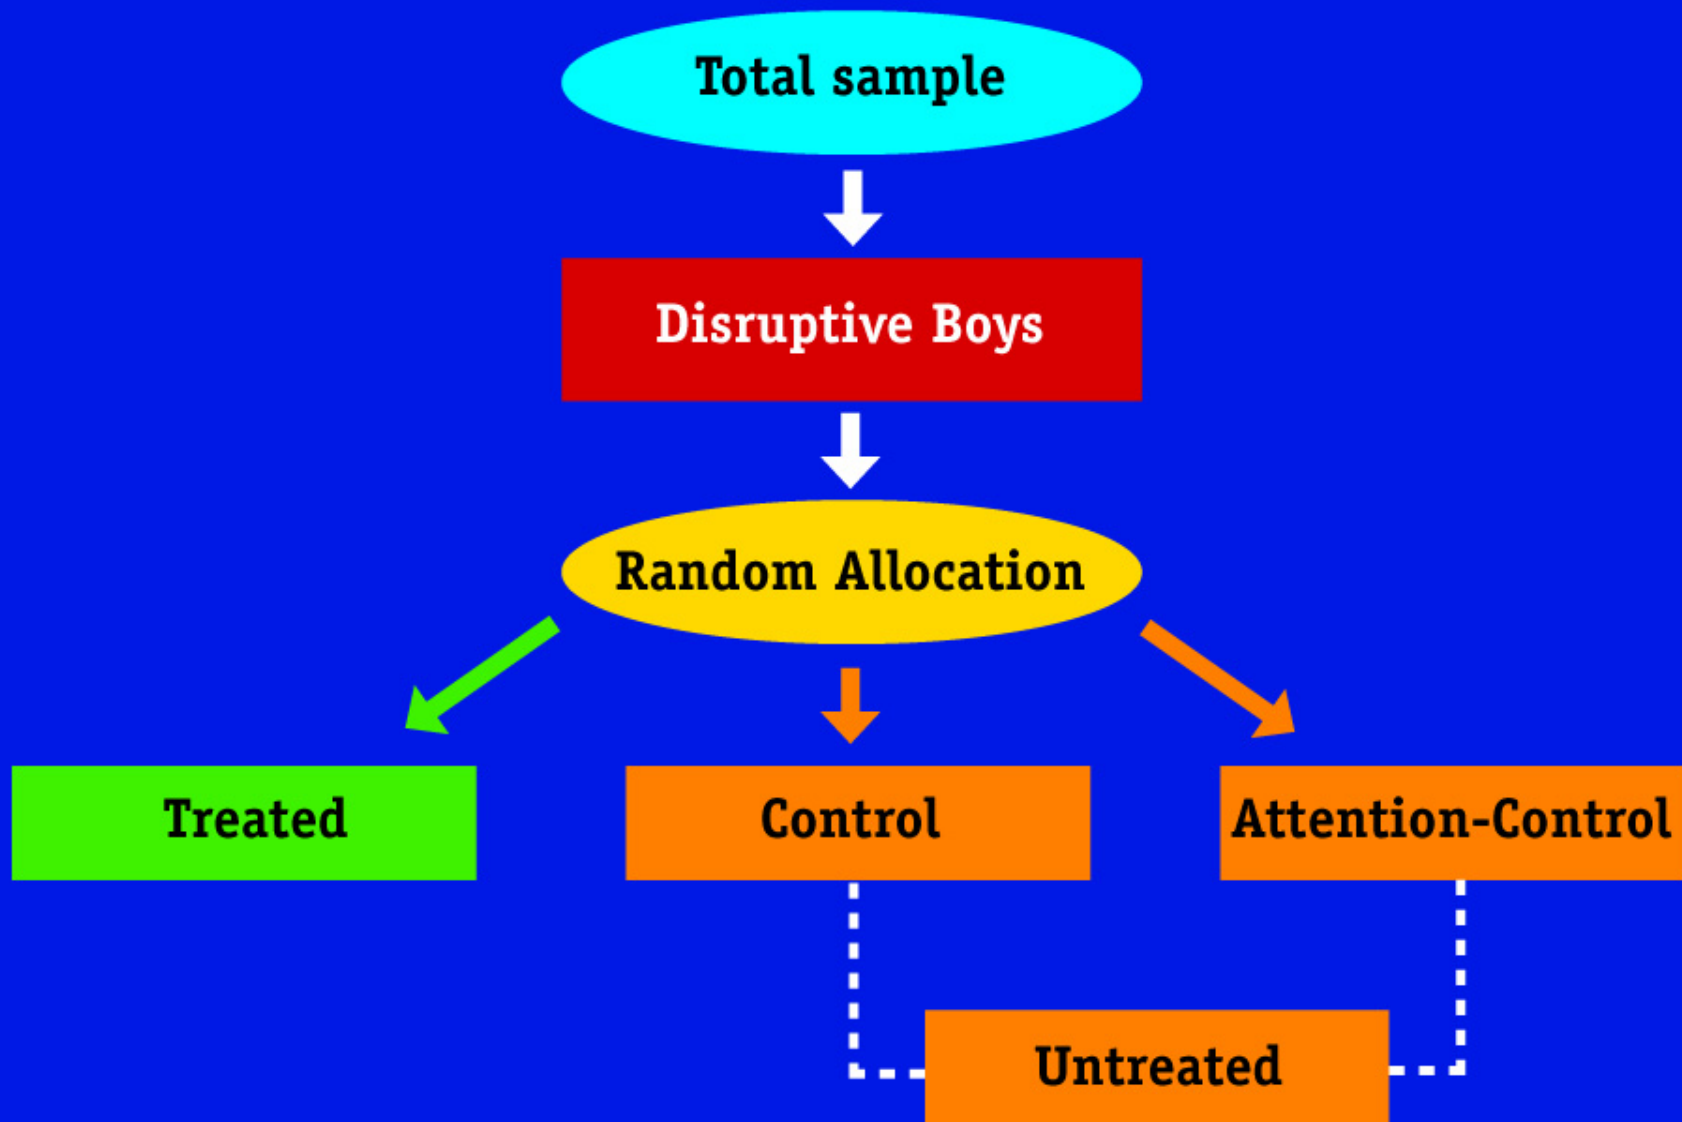 Total sample
Disruptive Boys
Random Allocation
Treated
Control
Attention-Control
Untreated